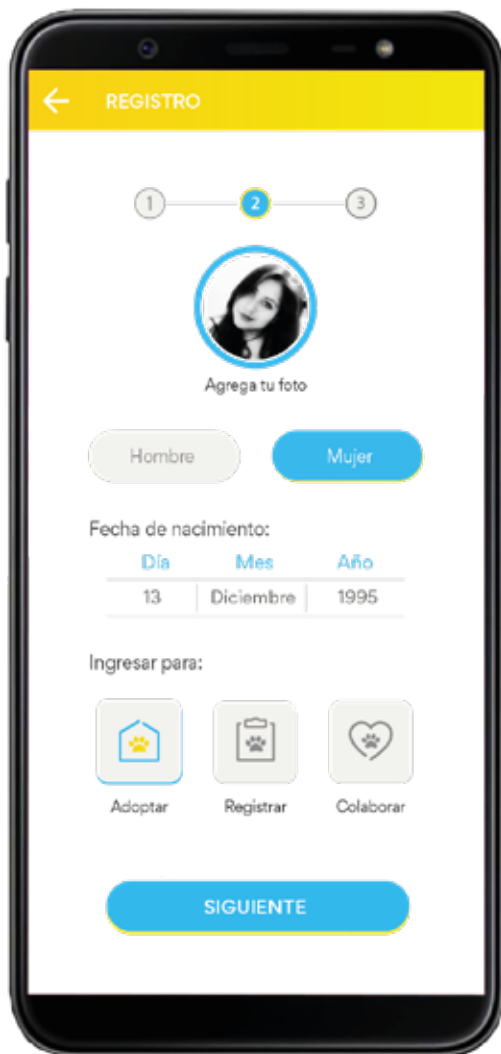 REGISTRO
1 2 3
Agrega tu foto
Hombre Mujer
Fecha de nacimiento:
Día Mes Año
13 Diciembre 1995
Ingresar para:
Adoptar Registrar Colaborar
SIGUIENTE